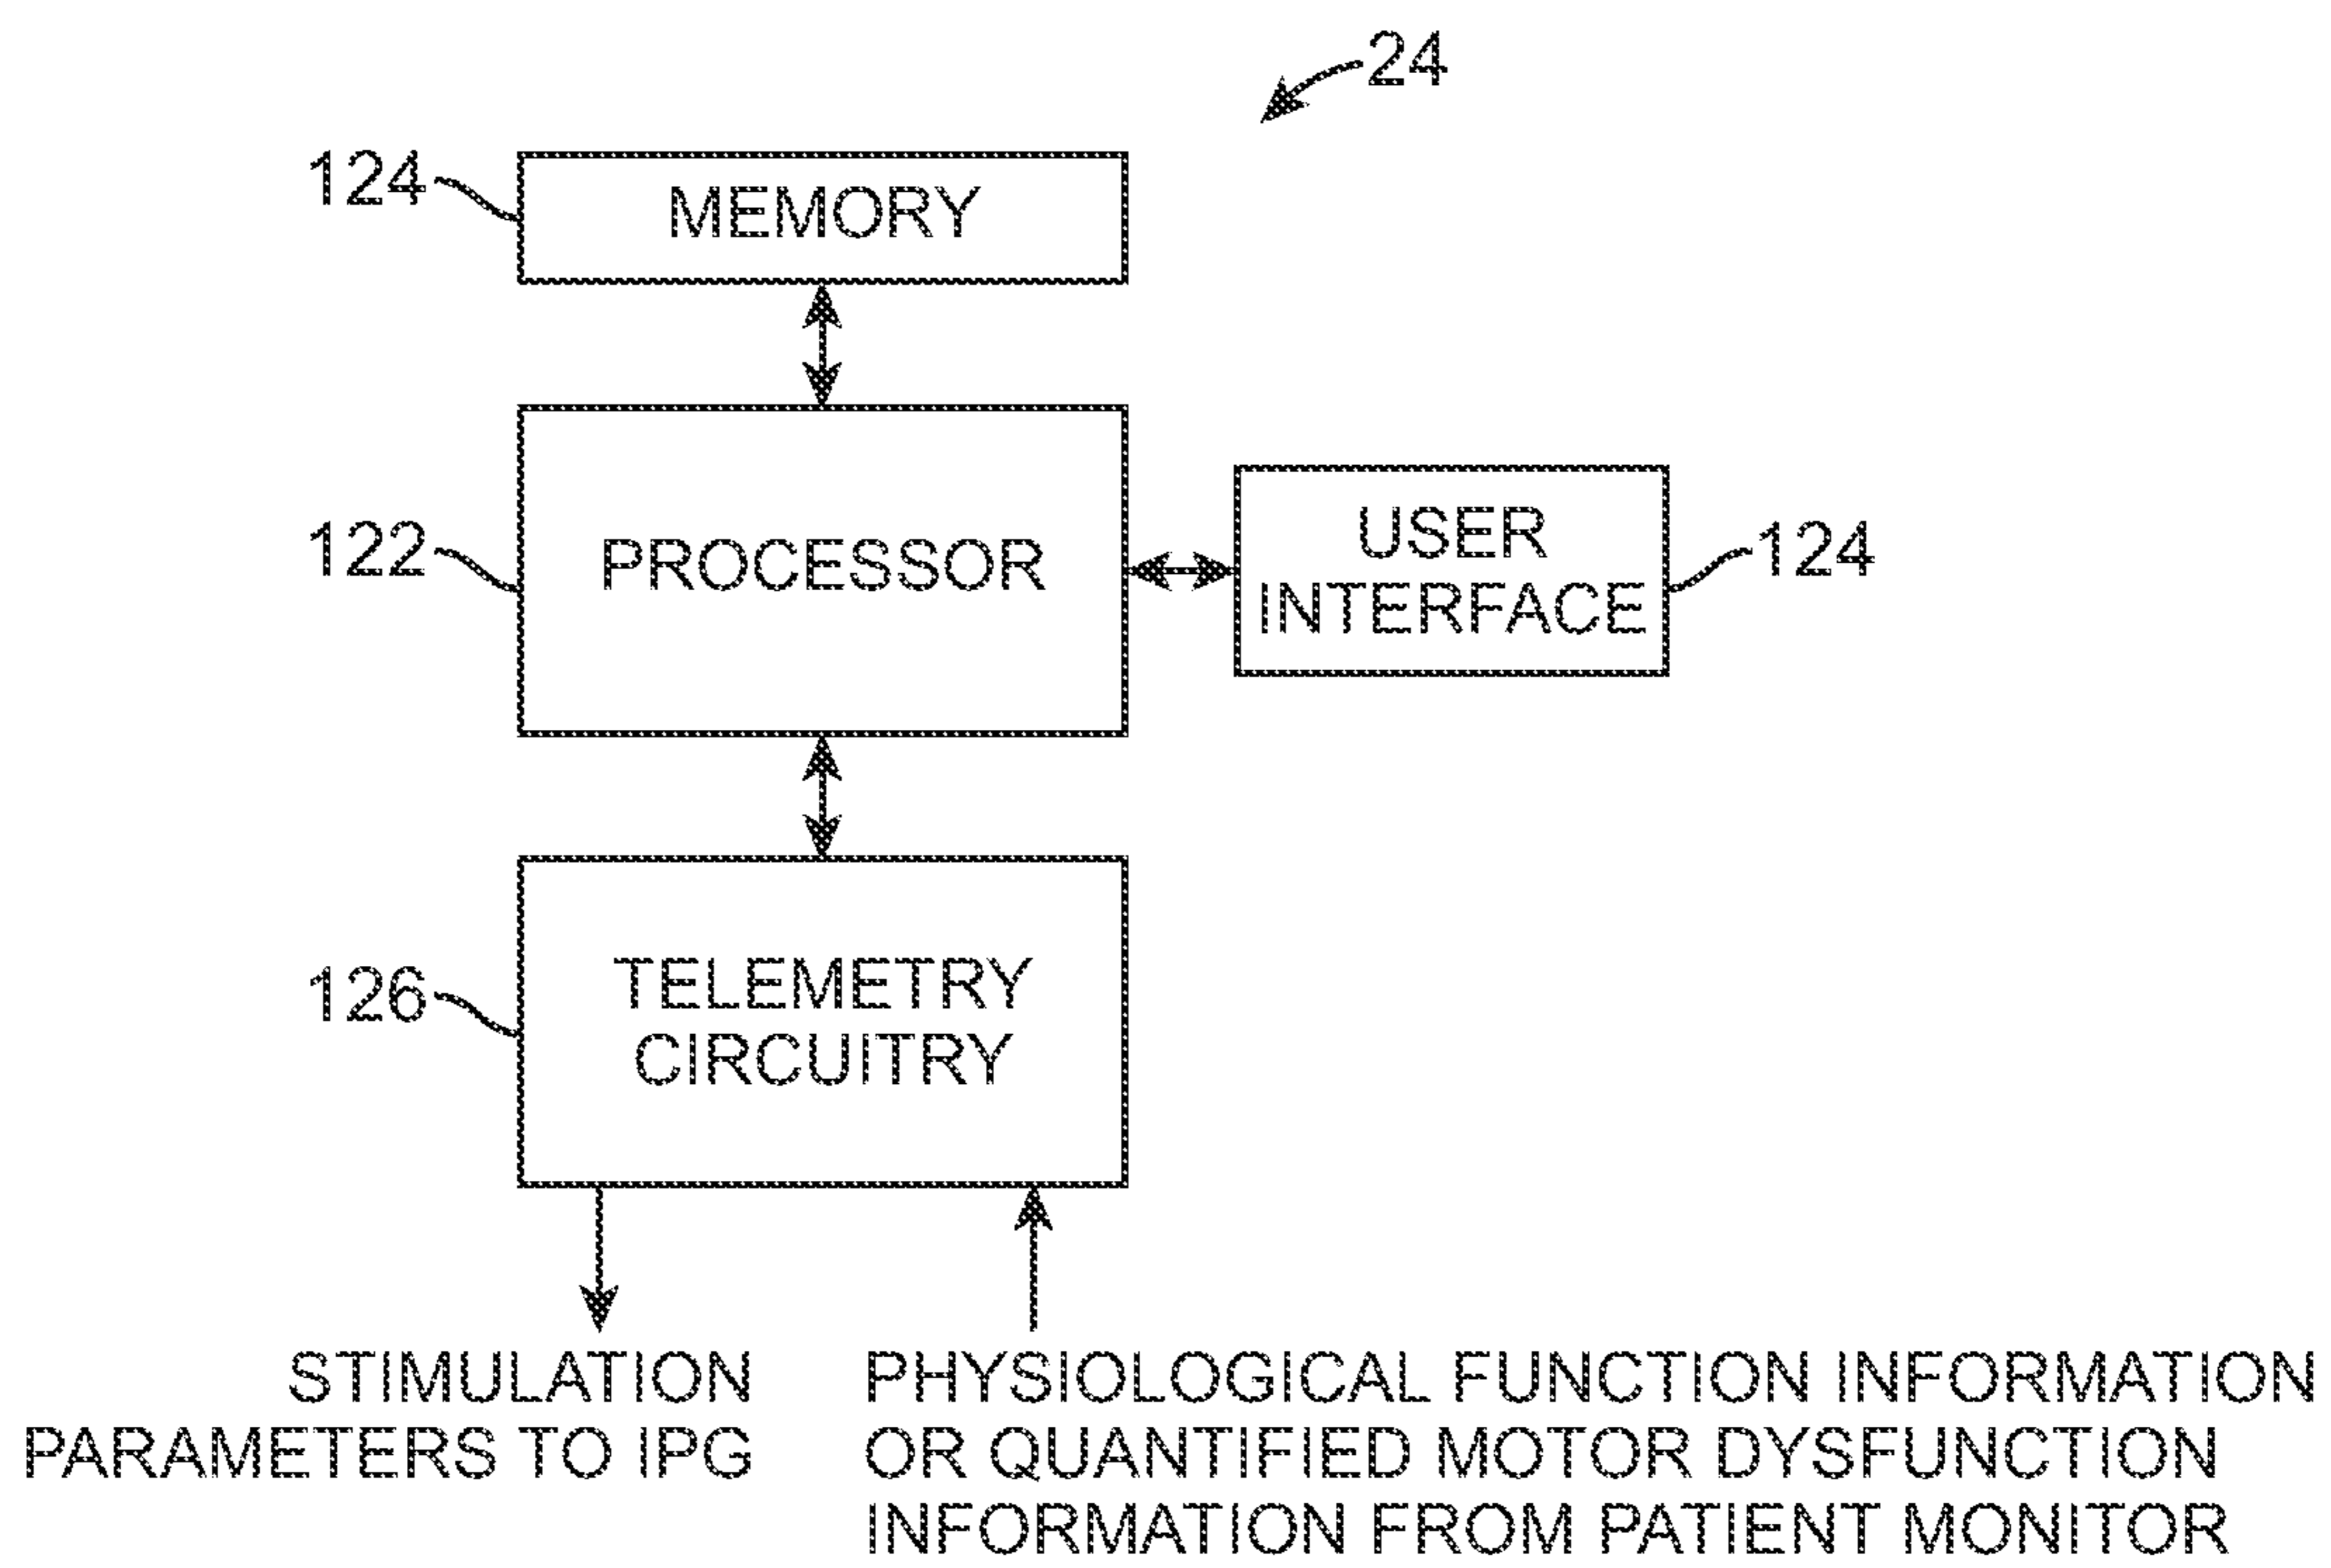 24
124
MEMORY
122
PROCESSOR
USER
INTERFACE
124
126
TELEMETRY
CIRCUITRY
STIMULATION
PARAMETERS TO IPG
PHYSIOLOGICAL FUNCTION INFORMATION
OR QUANTIFIED MOTOR DYSFUNCTION
INFORMATION FROM PATIENT MONITOR